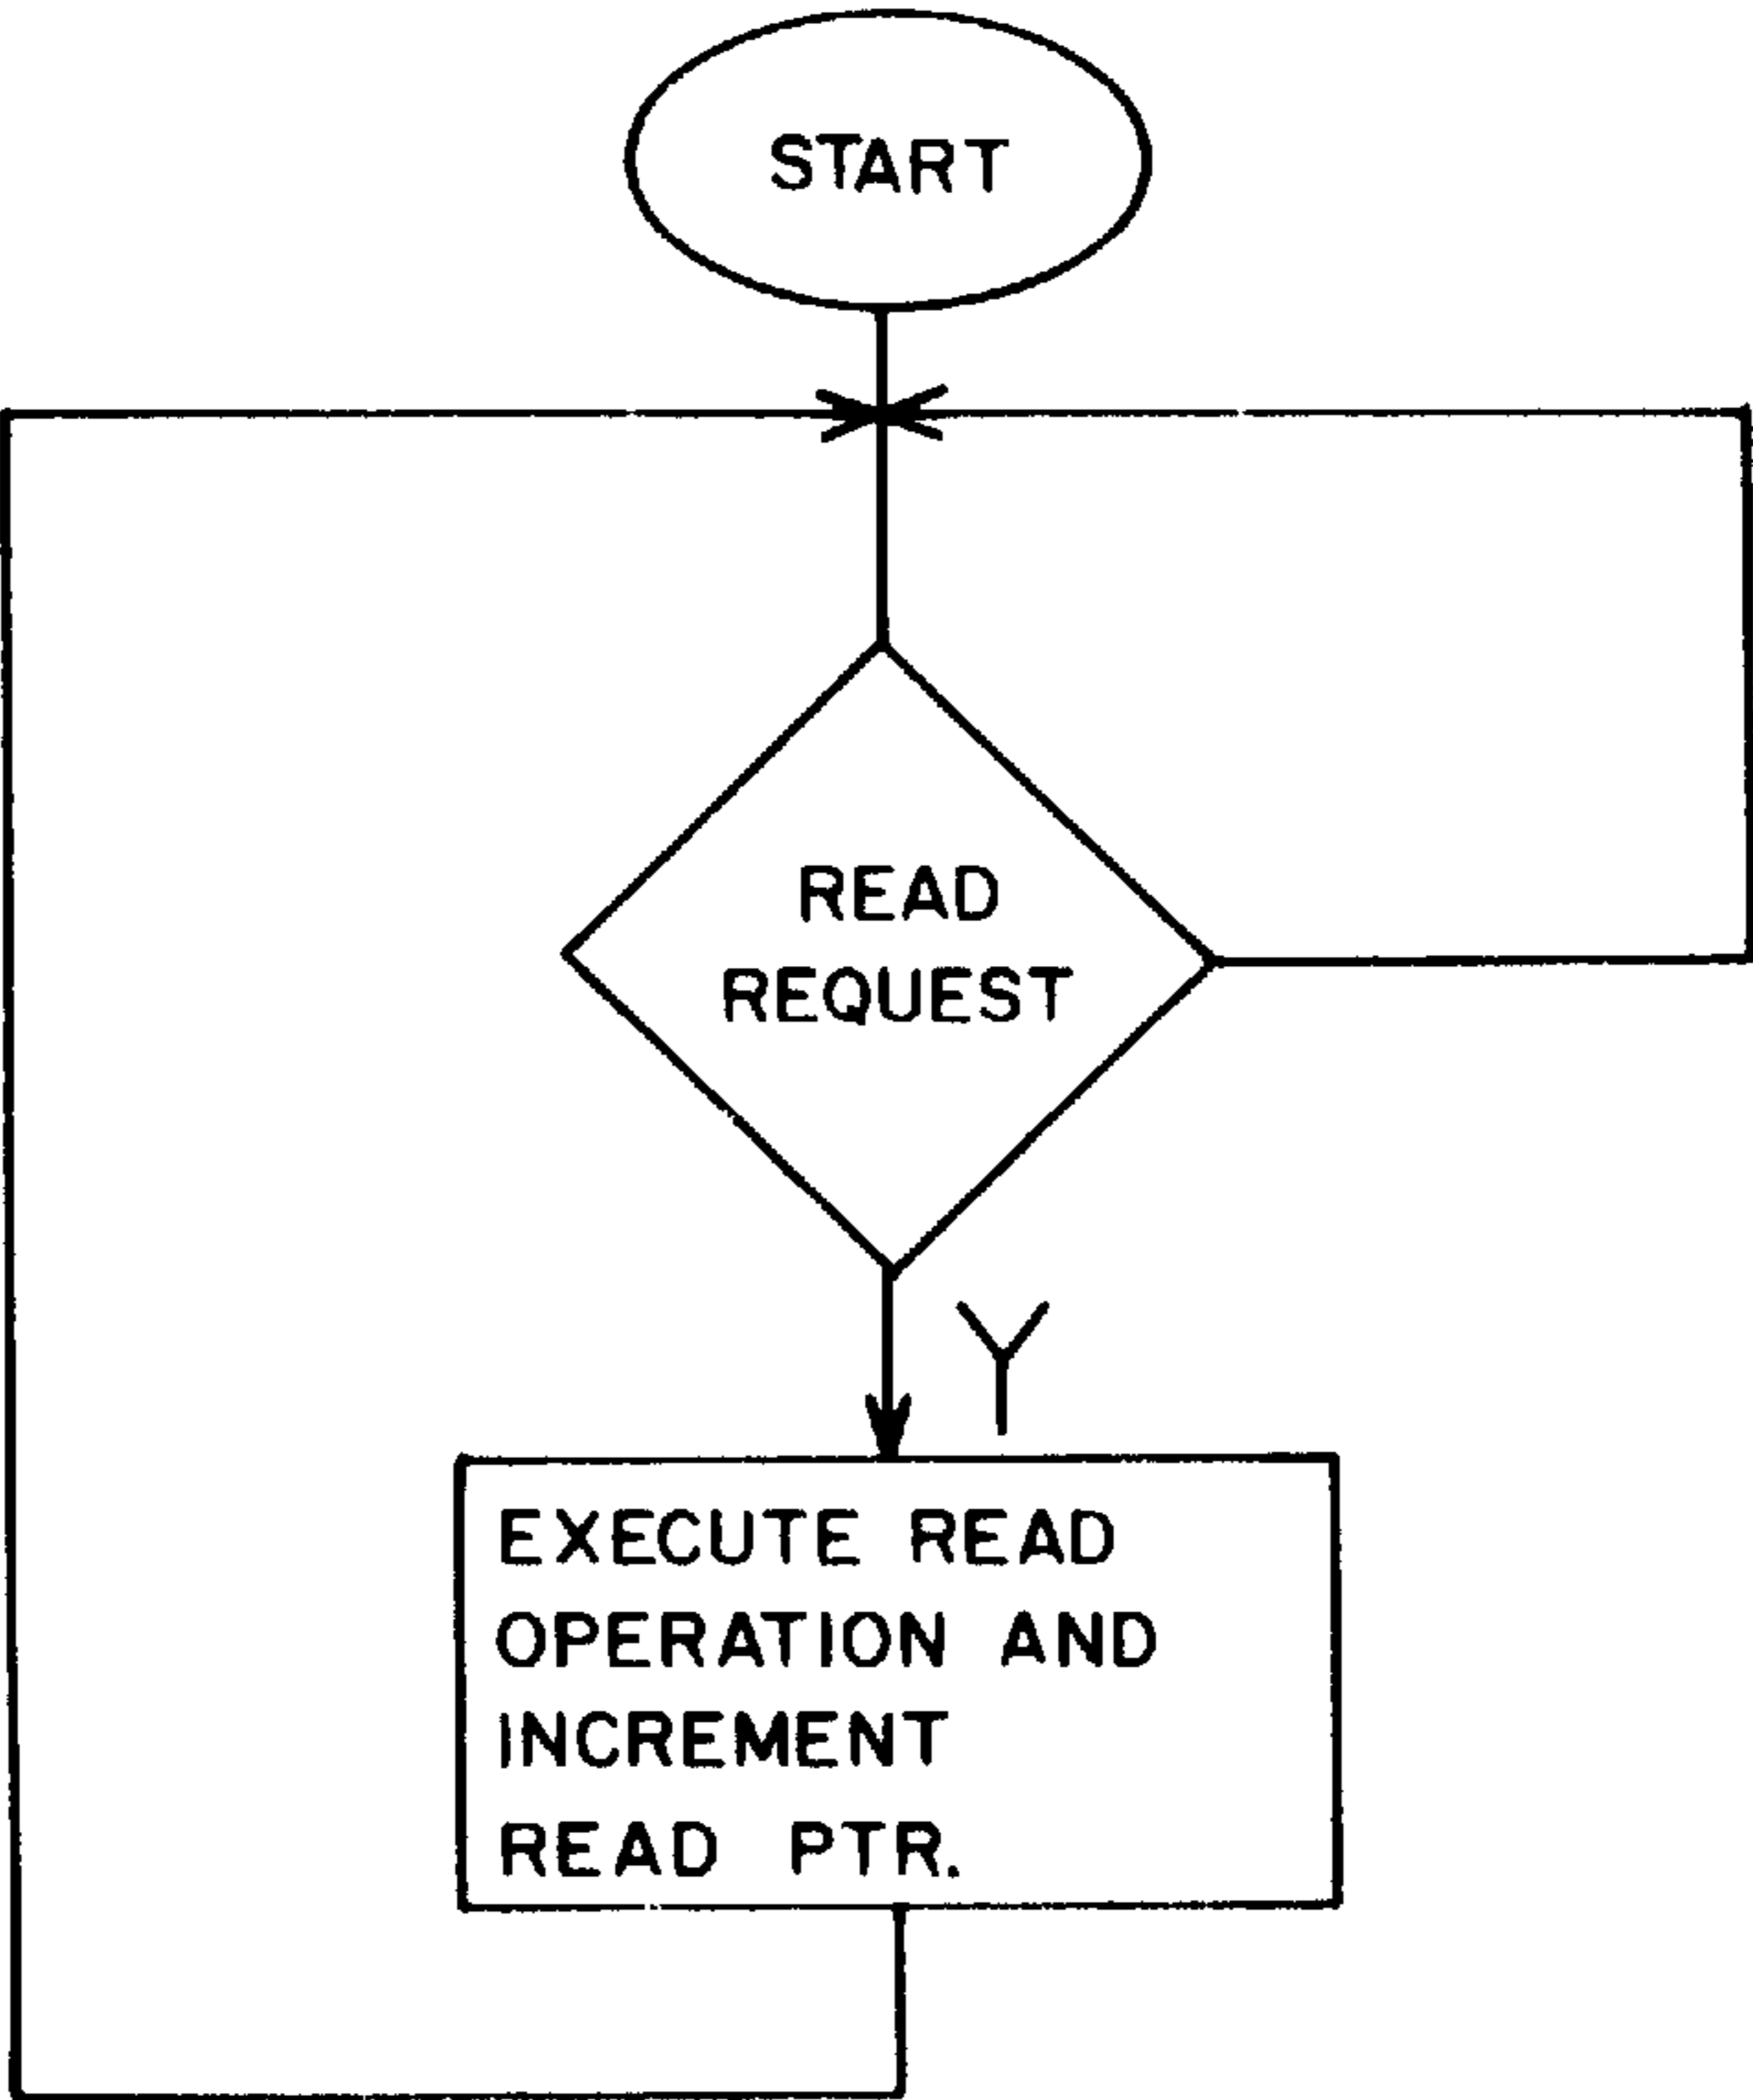 START
READ
REQUEST
Y
EXECUTE READ
OPERATION AND
INCREMENT
READ PTR.